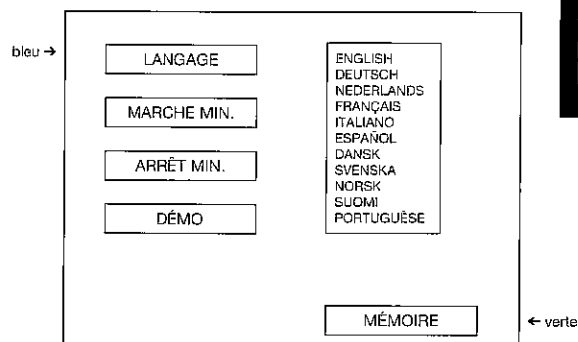 bleu →
LANGAGE
MARCHE MIN.
ARRÊT MIN.
DÉMO
ENGLISH
DEUTSCH
NEDERLANDS
FRANÇAIS
ITALIANO
ESPAÑOL
DANSK
SVENSKA
NORSK
SUOMI
PORTUGUÊSE
MÉMOIRE
← verte